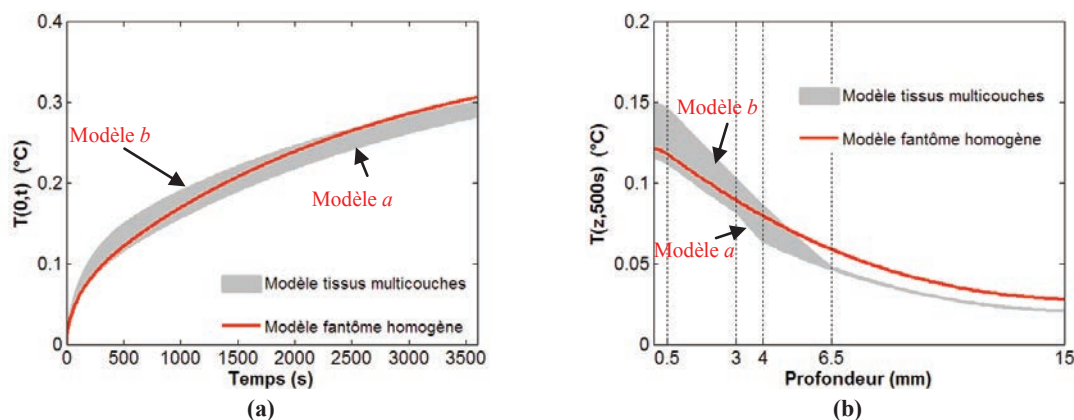 0.4
0.3
0.2
0.1
0
T(0,t) (°C)
Modèle b
Modèle a
Modèle tissus multicouches
Modèle fantôme homogène
0 500 1000 1500 2000 2500 3000 3500
Temps (s)
(a)
0.2
0.15
0.1
0.05
0
T(z,500s) (°C)
Modèle tissus multicouches
Modèle b
Modèle fantôme homogène
Modèle a
0 0.5 3 4 6.5 15
Profondeur (mm)
(b)